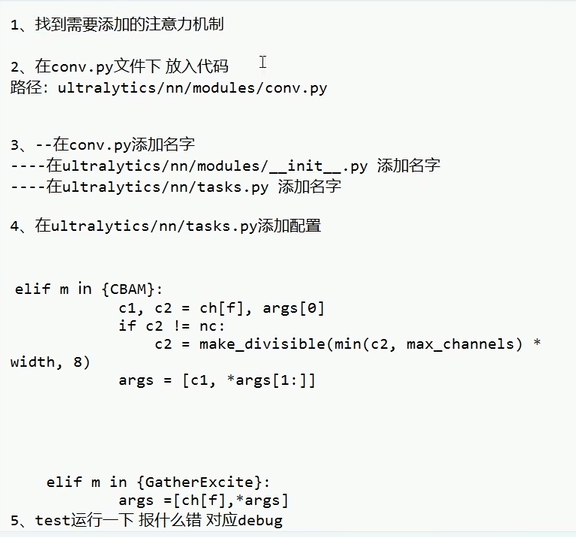 1、找到需要添加的注意力机制
2、在conv.py文件下 放入代码
路径: ultralytics/nn/modules/conv.py
3、--在conv.py添加名字
----在ultralytics/nn/modules/__init__.py 添加名字
----在ultralytics/nn/tasks.py 添加名字
4、在ultralytics/nn/tasks.py添加配置
elif m in {CBAM}:
c1, c2 = ch[f], args[0]
if c2 != nc:
c2 = make_divisible(min(c2, max_channels) *
width, 8)
args = [c1, *args[1:]]
elif m in {GatherExcite}:
args =[ch[f],*args]
5、test运行一下 报什么错 对应debug